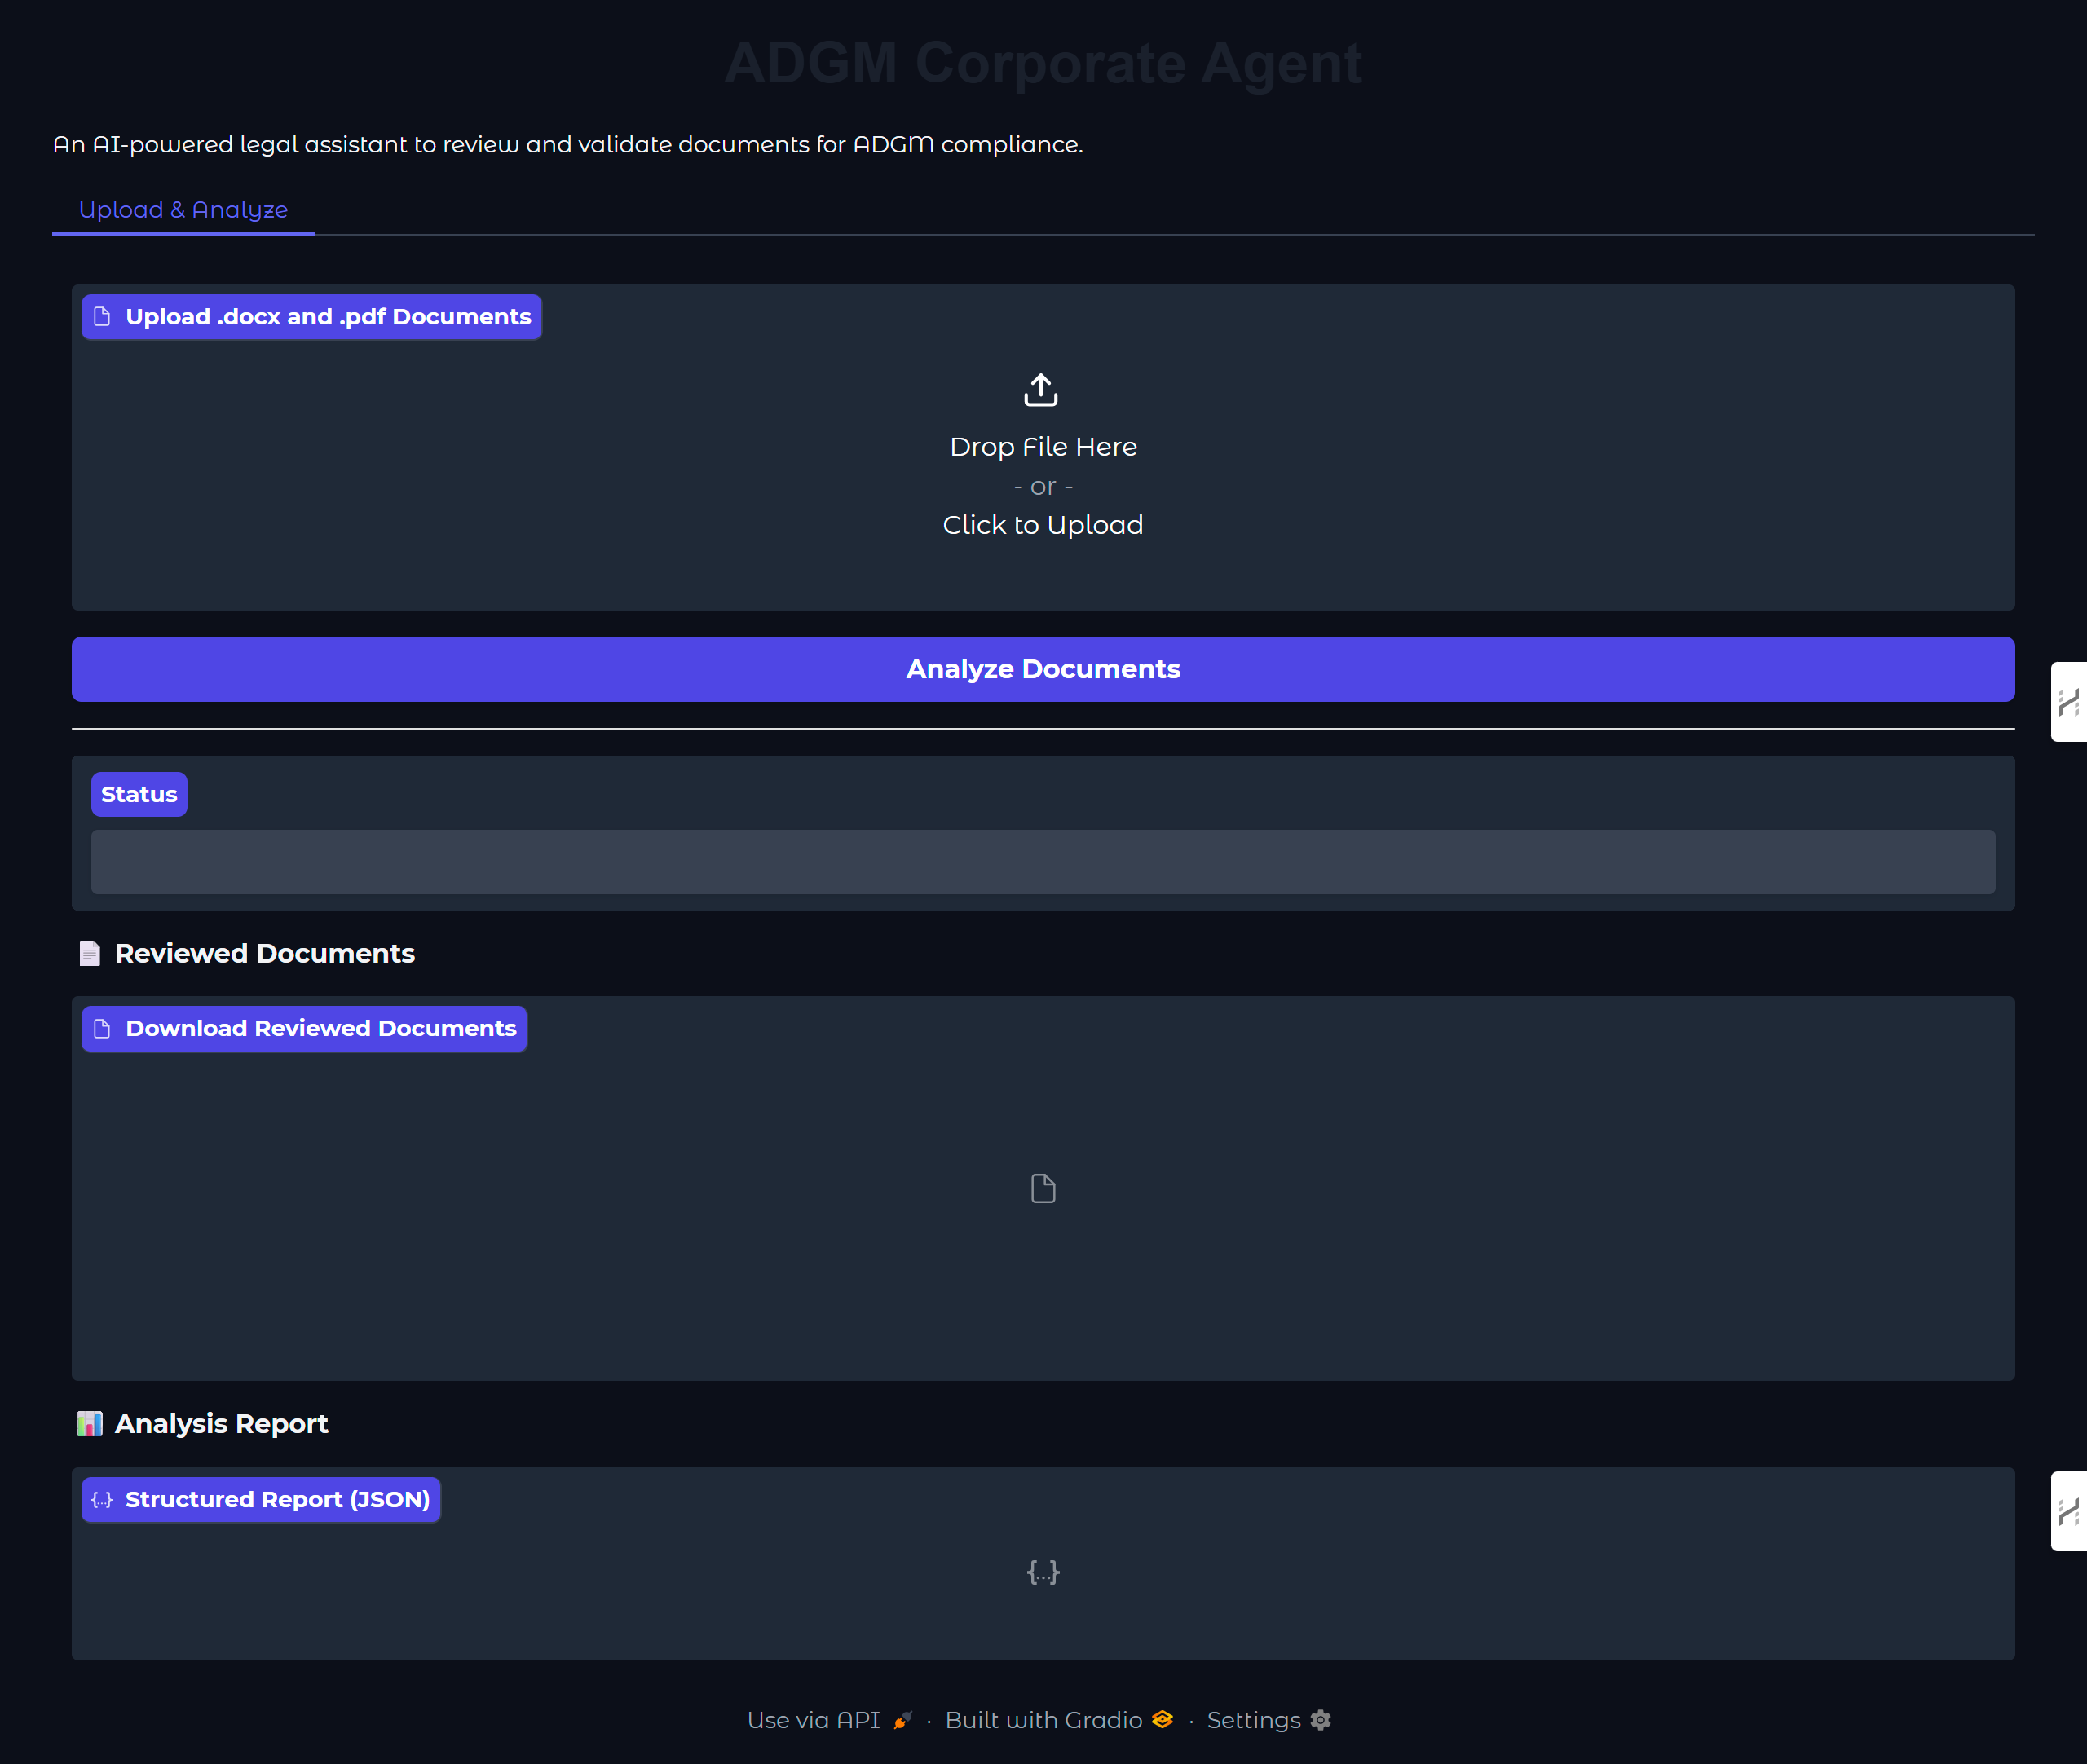 ADGM Corporate Agent
An AI-powered legal assistant to review and validate documents for ADGM compliance.
Upload & Analyze
Upload .docx and .pdf Documents
Drop File Here
- or -
Click to Upload
Analyze Documents
Status
Reviewed Documents
Download Reviewed Documents
Analysis Report
{...} Structured Report (JSON)
{...}
Use via API · Built with Gradio · Settings